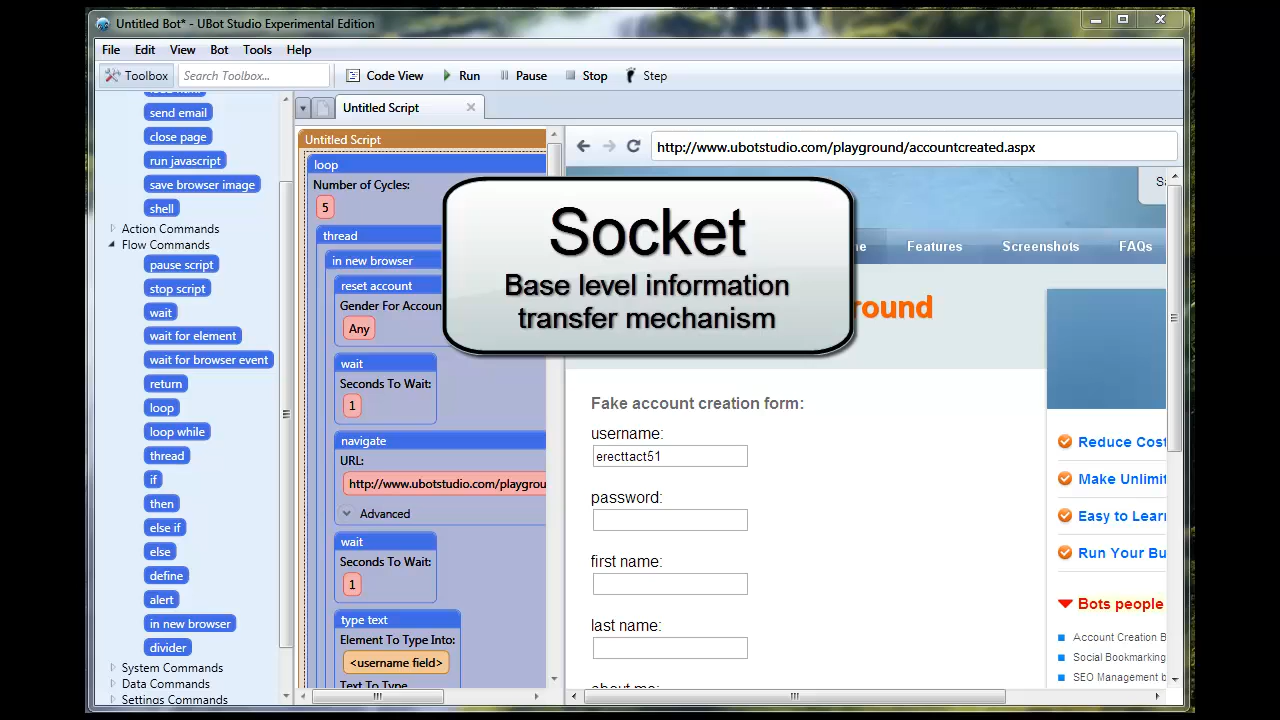 Untitled Bot* - UBot Studio Experimental Edition
File Edit View Bot Tools Help
Toolbox Search Toolbox... Code View Run Pause Stop Step
send email
close page
run javascript
save browser image
shell
Action Commands
Flow Commands
pause script
stop script
wait
wait for element
wait for browser event
return
loop
loop while
thread
if
then
else if
else
define
alert
in new browser
divider
System Commands
Data Commands
Settings Commands
Untitled Script
Untitled Script
loop
Number of Cycles:
5
thread
in new browser
reset account
Gender For Accoun
Any
wait
Seconds To Wait:
1
navigate
URL:
http://www.ubotstudio.com/playgrou
Advanced
wait
Seconds To Wait:
1
type text
Element To Type Into:
<username field>
Text To Type
http://www.ubotstudio.com/playground/accountcreated.aspx
Socket
Base level information
transfer mechanism
Features Screenshots FAQs
round
Fake account creation form:
username:
erecttact51
password:
first name:
last name:
about me:
Reduce Cost
Make Unlimit
Easy to Learn
Run Your Bu
Bots people
Account Creation B
Social Bookmarking
SEO Management b